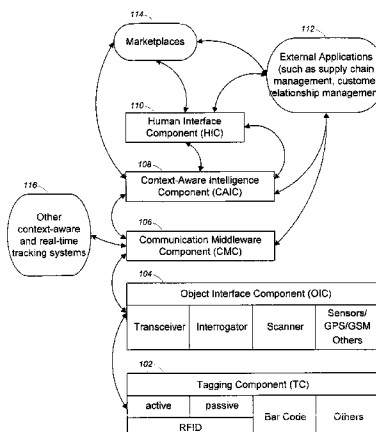 114
Marketplaces
112
External Applications
(such as supply chain
management, custome
relationship management
110
Human Interface
Component (HIC)
108
Context-Aware Intelligence
Component (CAIC)
116
Other
context-aware
and real-time
tracking systems
106
Communication Middleware
Component (CMC)
104
Object Interface Component (OIC)
Transceiver
Interrogator
Scanner
Sensors/
GPS/GSM
Others
102
Tagging Component (TC)
active
passive
Bar Code
Others
RFID